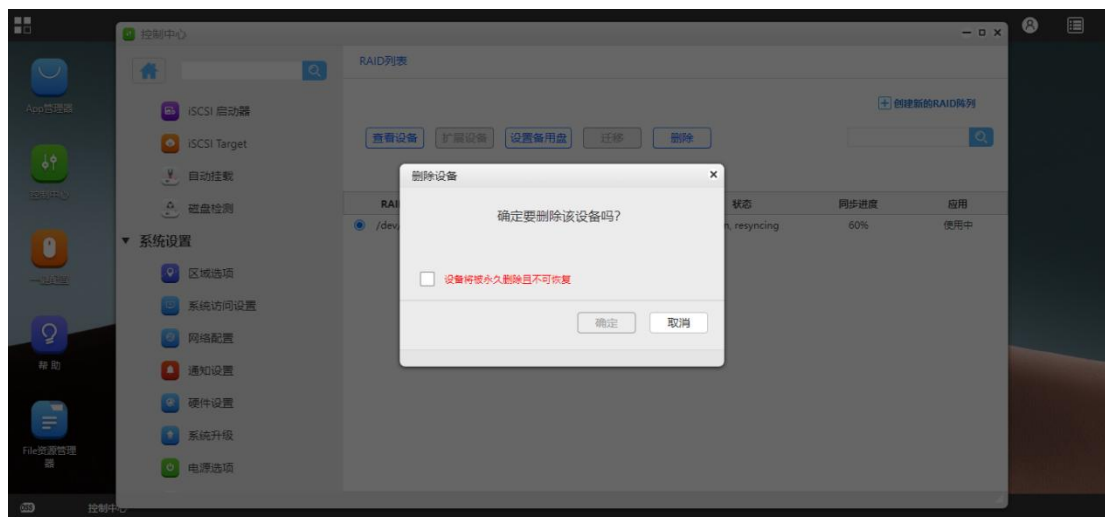 控制中心
RAID列表
App管理器
iSCSI 启动器
创建新的RAID阵列
iSCSI Target
查看设备
扩展设备
设置备用盘
迁移
删除
控制中心
自动挂载
磁盘检测
删除设备
确定要删除该设备吗?
设备将被永久删除且不可恢复
确定
取消
RAI
状态
同步进度
应用
/dev/
, resyncing
60%
使用中
系统设置
区域选项
系统访问设置
网络配置
帮 助
通知设置
硬件设置
系统升级
File资源管理
器
电源选项
控制中心